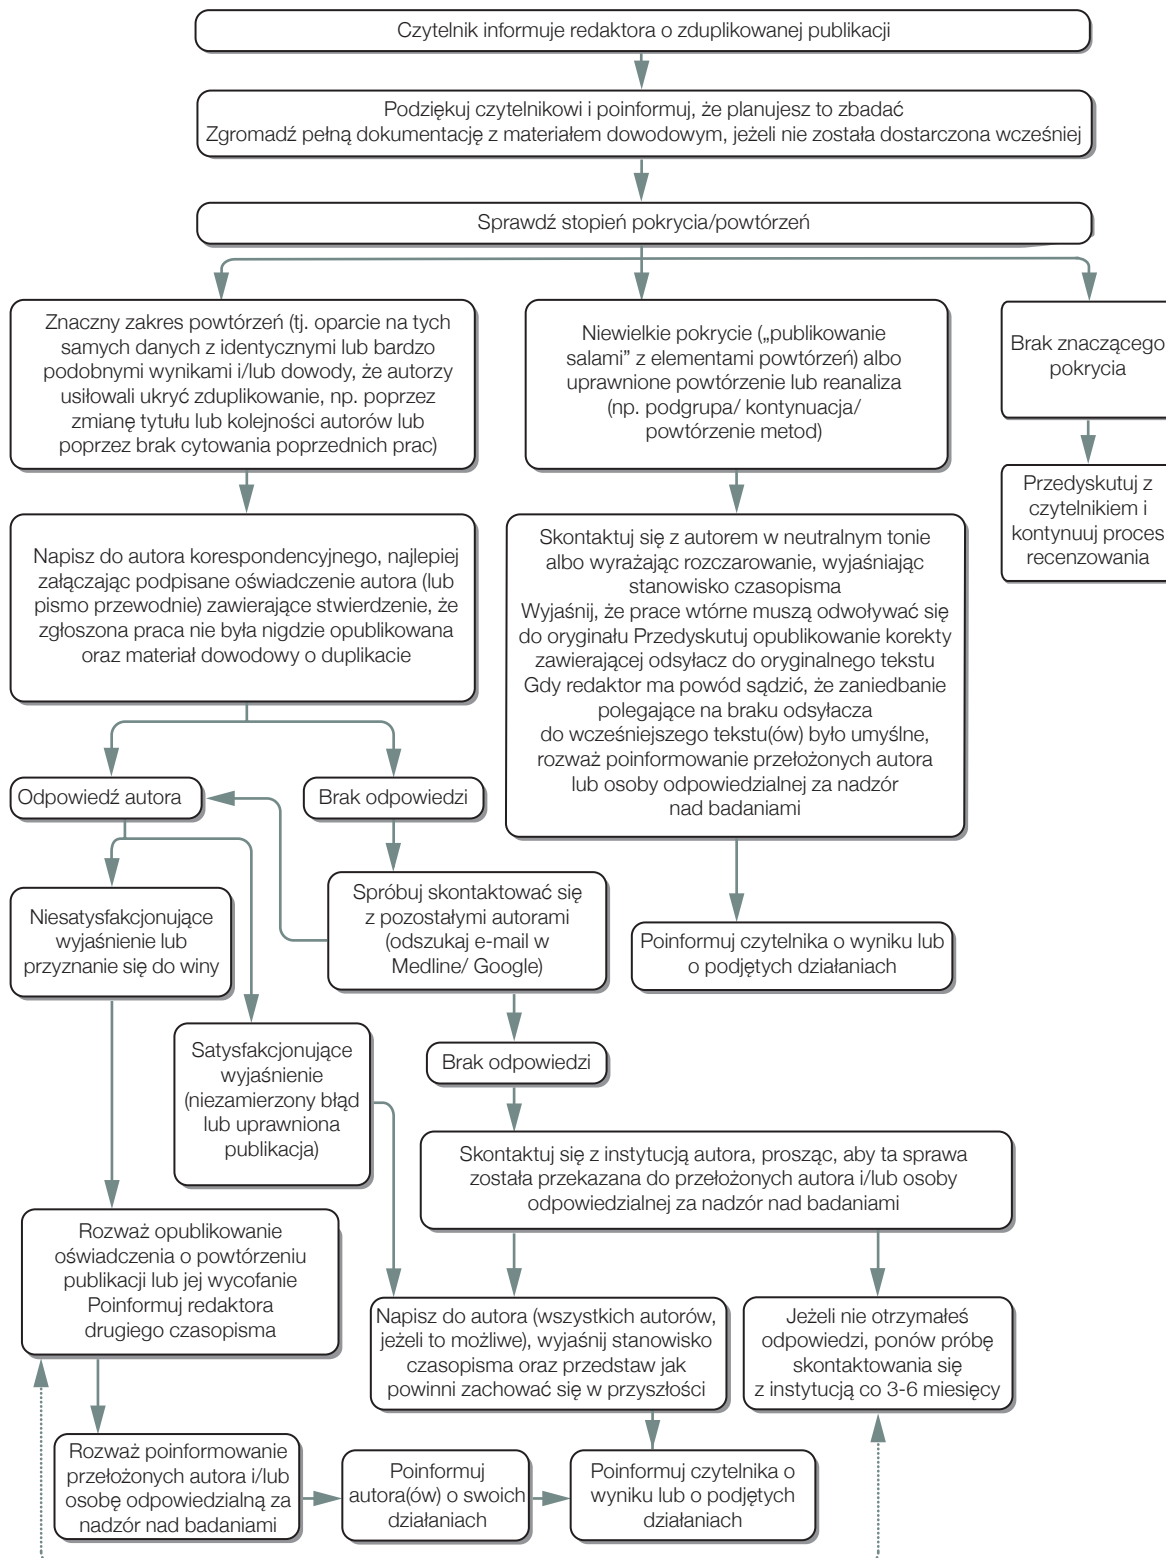 Czytelnik informuje redaktora o zduplikowanej publikacji
Podziękuj czytelnikowi i poinformuj, że planujesz to zbadać
Zgromadź pełną dokumentację z materiałem dowodowym, jeżeli nie została dostarczona wcześniej
Sprawdź stopień pokrycia/powtórzeń
Znaczny zakres powtórzeń (tj. oparcie na tych
samych danych z identycznymi lub bardzo
podobnymi wynikami i/lub dowody, że autorzy
usiłowali ukryć zduplikowanie, np. poprzez
zmianę tytułu lub kolejności autorów lub
poprzez brak cytowania poprzednich prac)
Niewielkie pokrycie („publikowanie
salami” z elementami powtórzeń) albo
uprawnione powtórzenie lub reanaliza
(np. podgrupa/ kontynuacja/
powtórzenie metod)
Brak znaczącego
pokrycia
Przedyskutuj z
czytelnikiem i
kontynuuj proces
recenzowania
Napisz do autora korespondencyjnego, najlepiej
załączając podpisane oświadczenie autora (lub
pismo przewodnie) zawierające stwierdzenie, że
zgłoszona praca nie była nigdzie opublikowana
oraz materiał dowodowy o duplikacie
Skontaktuj się z autorem w neutralnym tonie
albo wyrażając rozczarowanie, wyjaśniając
stanowisko czasopisma
Wyjaśnij, że prace wtórne muszą odwoływać się
do oryginału Przedyskutuj opublikowanie korekty
zawierającej odsyłacz do oryginalnego tekstu
Gdy redaktor ma powód sądzić, że zaniedbanie
polegające na braku odsyłacza
do wcześniejszego tekstu(ów) było umyślne,
rozważ poinformowanie przełożonych autora
lub osoby odpowiedzialnej za nadzór
nad badaniami
Odpowiedź autora
Brak odpowiedzi
Niesatysfakcjonujące
wyjaśnienie lub
przyznanie się do winy
Spróbuj skontaktować się
z pozostałymi autorami
(odszukaj e-mail w
Medline/ Google)
Poinformuj czytelnika o wyniku lub
o podjętych działaniach
Satysfakcjonujące
wyjaśnienie
(niezamierzony błąd
lub uprawniona
publikacja)
Brak odpowiedzi
Skontaktuj się z instytucją autora, prosząc, aby ta sprawa
została przekazana do przełożonych autora i/lub osoby
odpowiedzialnej za nadzór nad badaniami
Rozważ opublikowanie
oświadczenia o powtórzeniu
publikacji lub jej wycofanie
Poinformuj redaktora
drugiego czasopisma
Napisz do autora (wszystkich autorów,
jeżeli to możliwe), wyjaśnij stanowisko
czasopisma oraz przedstaw jak
powinni zachować się w przyszłości
Jeżeli nie otrzymałeś
odpowiedzi, ponów próbę
skontaktowania się
z instytucją co 3-6 miesięcy
Rozważ poinformowanie
przełożonych autora i/lub
osobę odpowiedzialną za
nadzór nad badaniami
Poinformuj
autora(ów) o swoich
działaniach
Poinformuj czytelnika o
wyniku lub o podjętych
działaniach